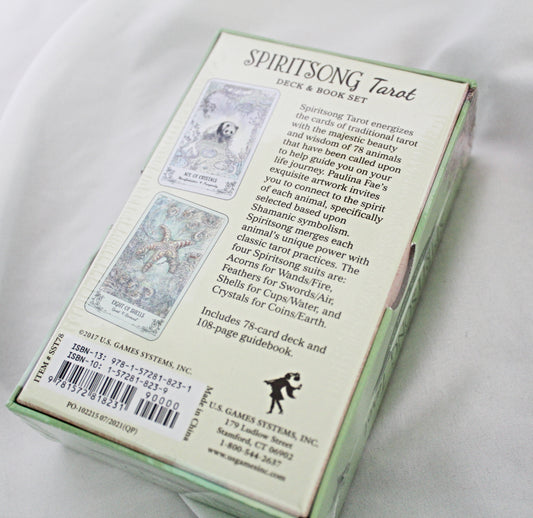 SPIRITSONG Tarot
DECK & BOOK SET
Spiritsong Tarot energizes
the cards of traditional tarot
with the majestic beauty
and wisdom of 78 animals
that have been called upon
to help guide you on your
life journey. Paulina Fae's
exquisite artwork invites
you to connect to the spirit
of each animal, specifically
selected based upon
Shamanic symbolism.
Spiritsong merges each
animal's unique power with
classic tarot practices. The
four Spiritsong suits are:
Acorns for Wands/Fire,
Feathers for Swords/Air,
Shells for Cups/Water, and
Crystals for Coins/Earth.
Includes 78-card deck and
108-page guidebook.
ACE OF CRYSTALS
EIGHT OF SHELLS
©2017 U.S. GAMES SYSTEMS, INC.
ITEM # SST78
ISBN-13: 978-1-57281-823-1
ISBN-10: 1-57281-823-9
90000
9781572818231
PO-102215 07/2021(QP)
Made in China
U.S. GAMES SYSTEMS, INC.
179 Ludlow Street
Stamford, CT 06902
1-800-544-2637
www.usgamesinc.com